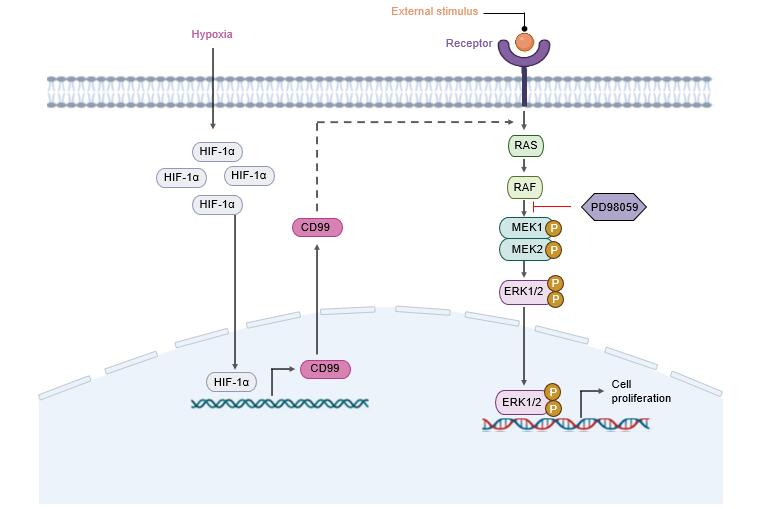 External stimulus
Hypoxia
Receptor
HIF-1α
HIF-1α
HIF-1α
HIF-1α
RAS
RAF
PD98059
MEK1 P
MEK2 P
CD99
ERK1/2 P
P
CD99
HIF-1α
ERK1/2 P
P
Cell
proliferation